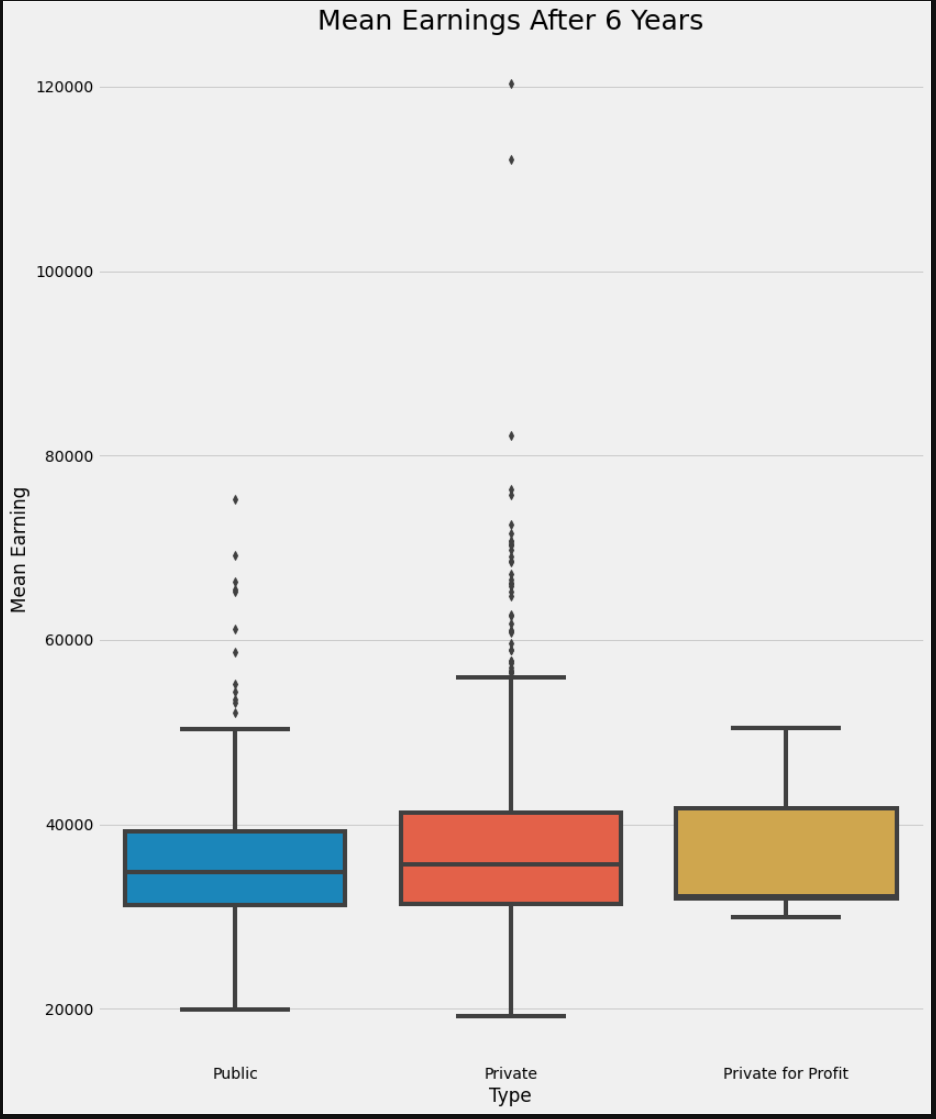 Mean Earnings After 6 Years
120000
100000
80000
60000
40000
20000
Mean Earning
Public
Private
Private for Profit
Type